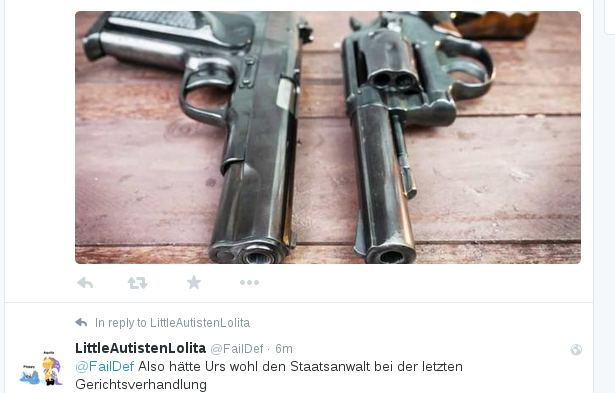 In reply to LittleAutistenLolita
LittleAutistenLolita @FailDef · 6m
@FailDef Also hätte Urs wohl den Staatsanwalt bei der letzten
Gerichtsverhandlung